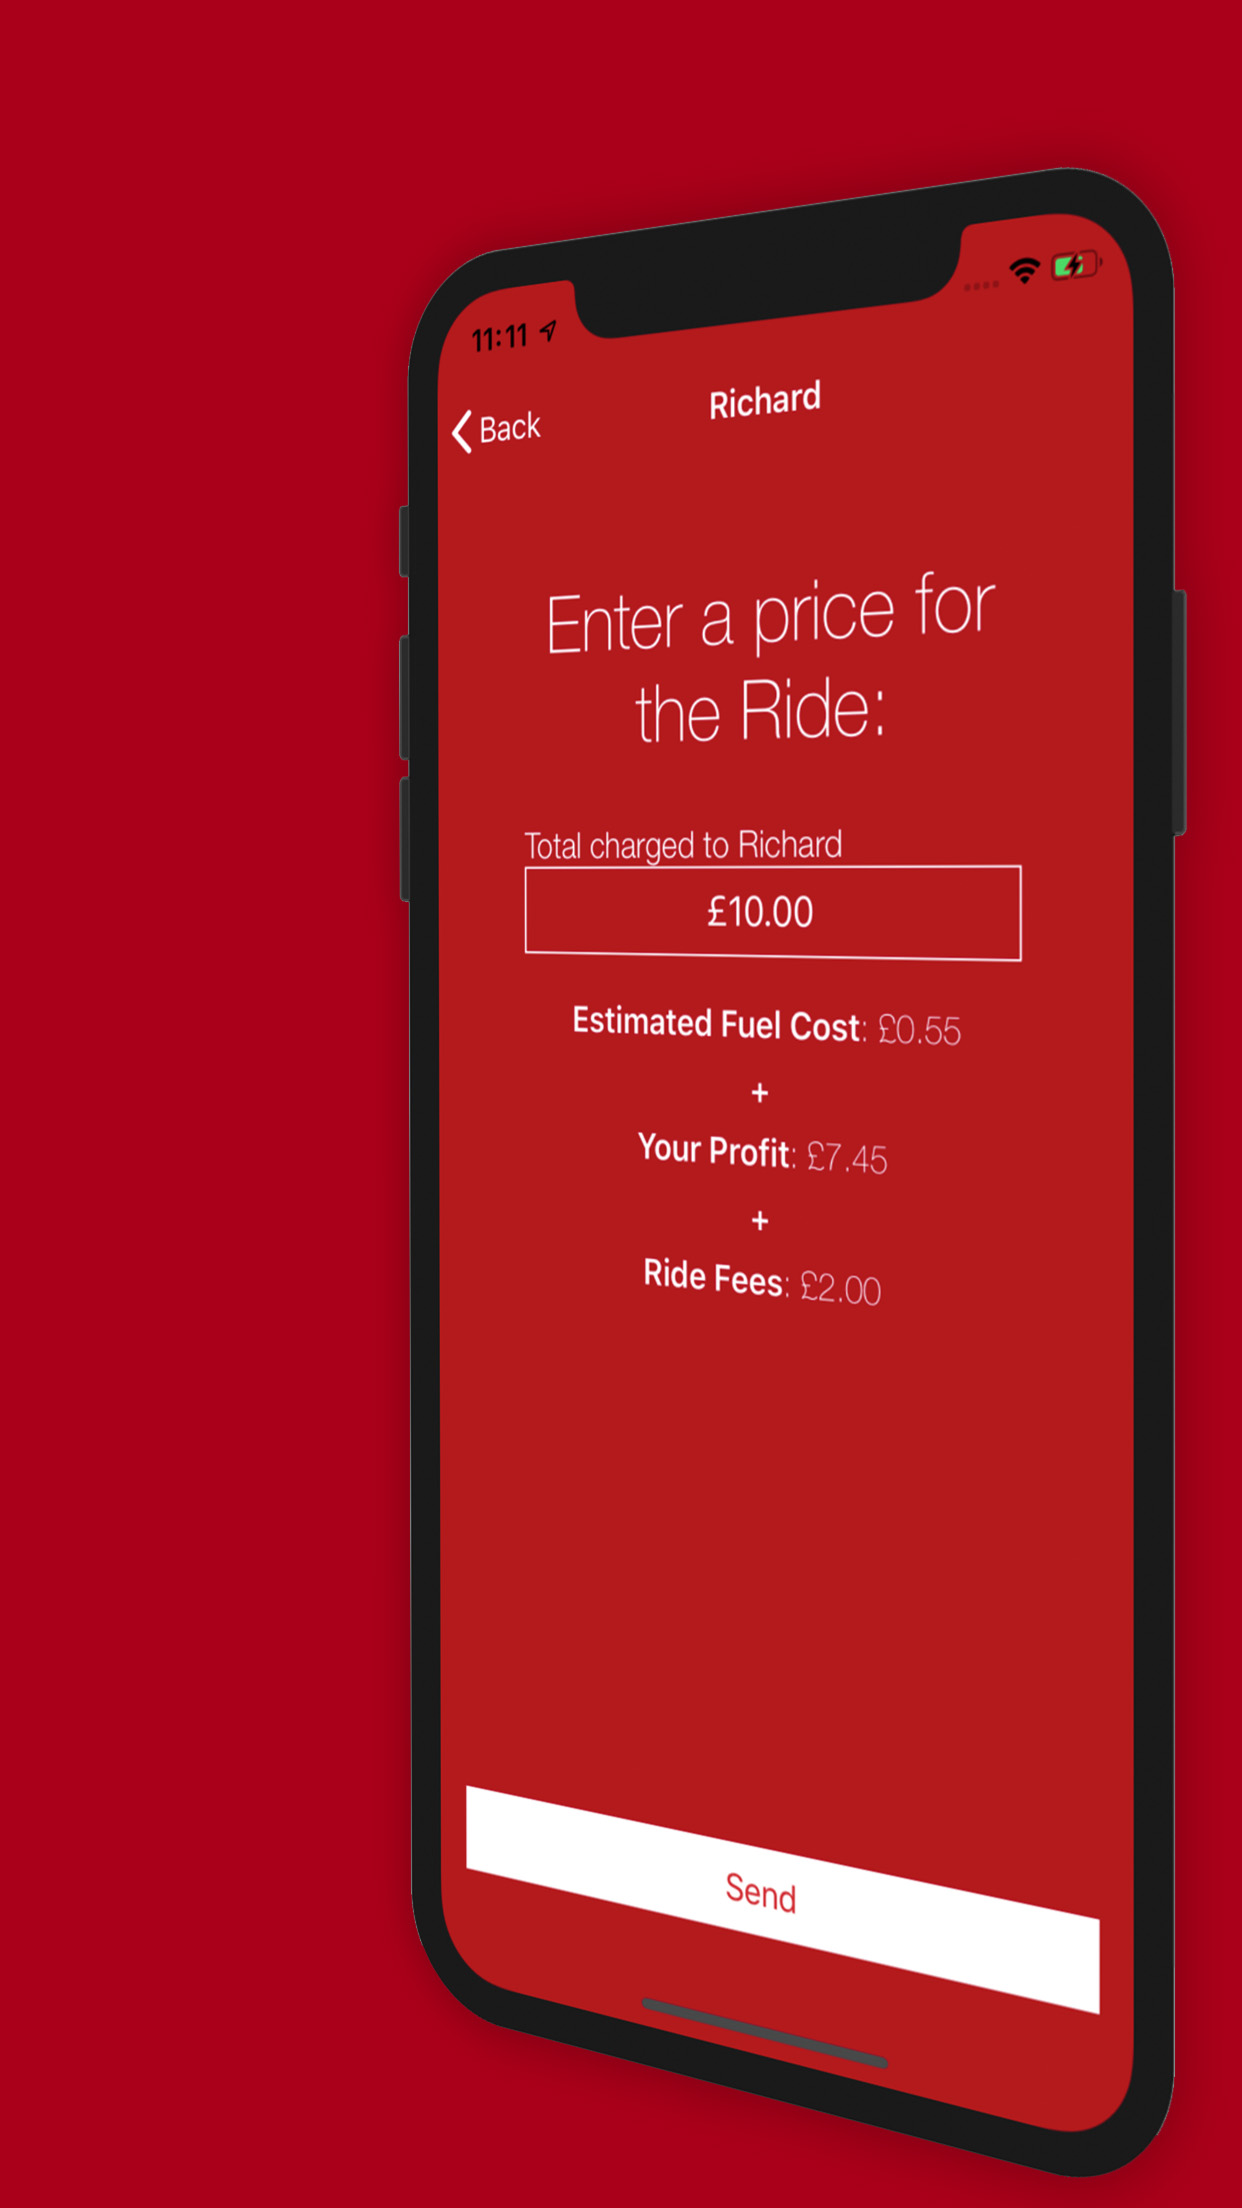 11:11
Back
Richard
Enter a price for
the Ride:
Total charged to Richard
£10.00
Estimated Fuel Cost: £0.55
+
Your Profit: £7.45
+
Ride Fees: £2.00
Send